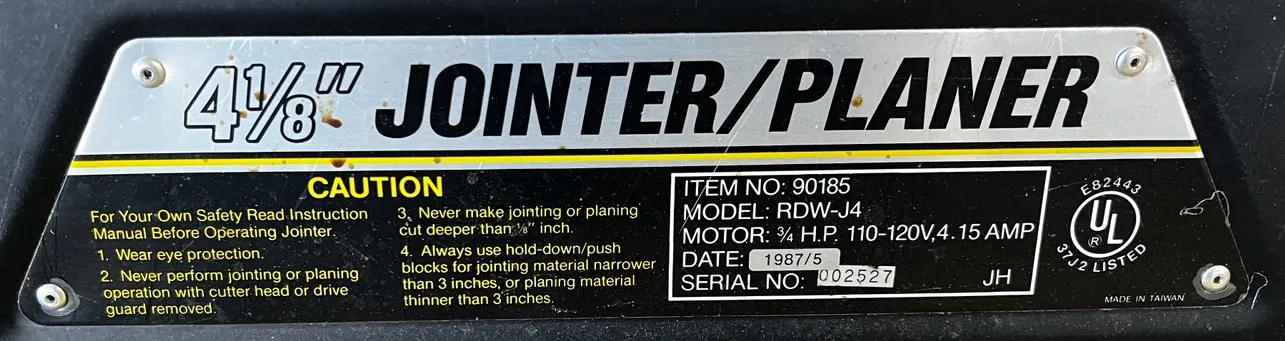 4 1/8" JOINTER/PLANER
CAUTION
For Your Own Safety Read Instruction
Manual Before Operating Jointer.
1. Wear eye protection.
2. Never perform jointing or planing
operation with cutter head or drive
guard removed.
3. Never make jointing or planing
cut deeper than ⅛" inch.
4. Always use hold-down/push
blocks for jointing material narrower
than 3 inches, or planing material
thinner than 3 inches.
ITEM NO: 90185
MODEL: RDW-J4
MOTOR: ¾ H.P. 110-120V, 4.15 AMP
DATE: 1987/5
SERIAL NO: 002527 JH
E82443
UL
®
37J2 LISTED
MADE IN TAIWAN